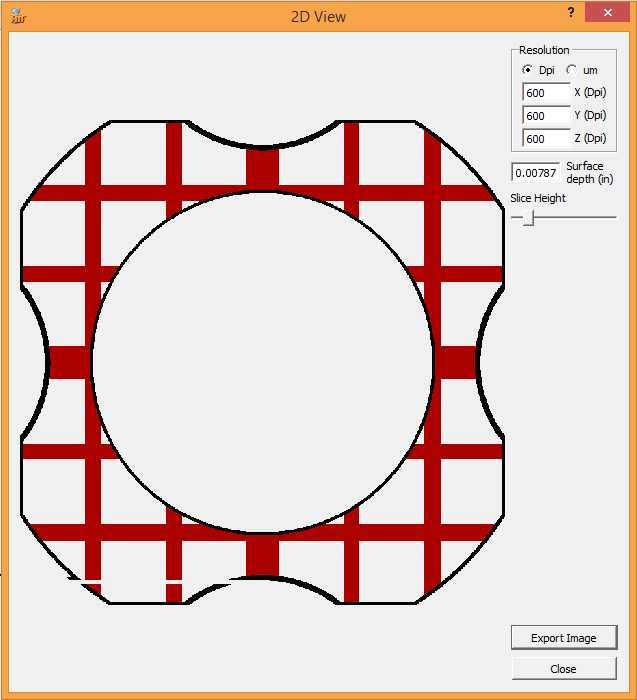 2D View
?
Resolution
Dpi um
600 X (Dpi)
600 Y (Dpi)
600 Z (Dpi)
0.00787 Surface
depth (in)
Slice Height
Export Image
Close